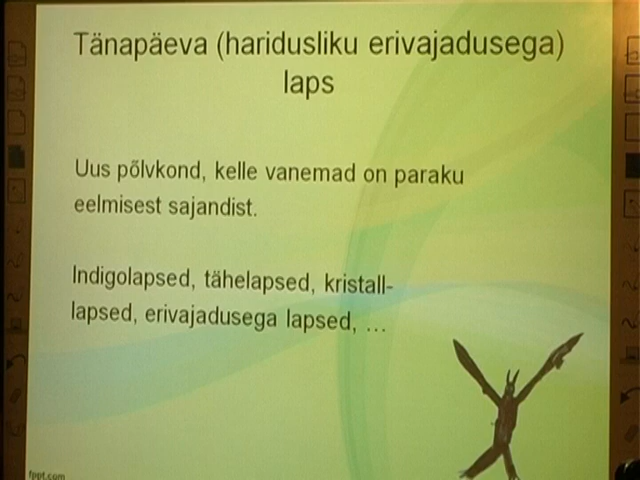 Tänapäeva (haridusliku erivajadusega)
laps
Uus põlvkond, kelle vanemad on paraku
eelmisest sajandist.
Indigolapsed, tähelapsed, kristall-
lapsed, erivajadusega lapsed, ...
fppt.com